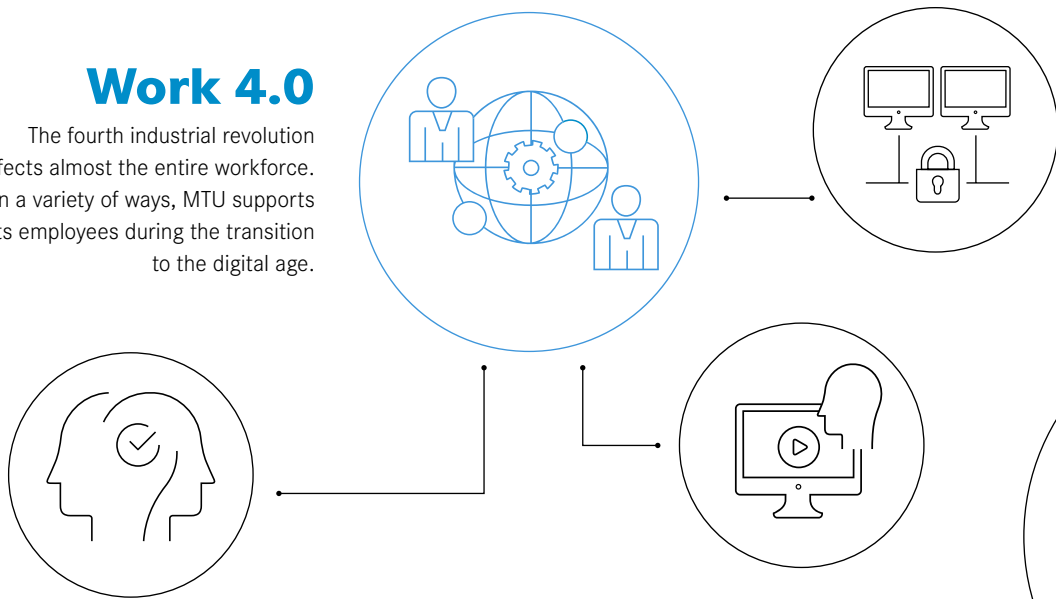 Work 4.0
The fourth industrial revolution
fects almost the entire workforce.
n a variety of ways, MTU supports
ts employees during the transition
to the digital age.